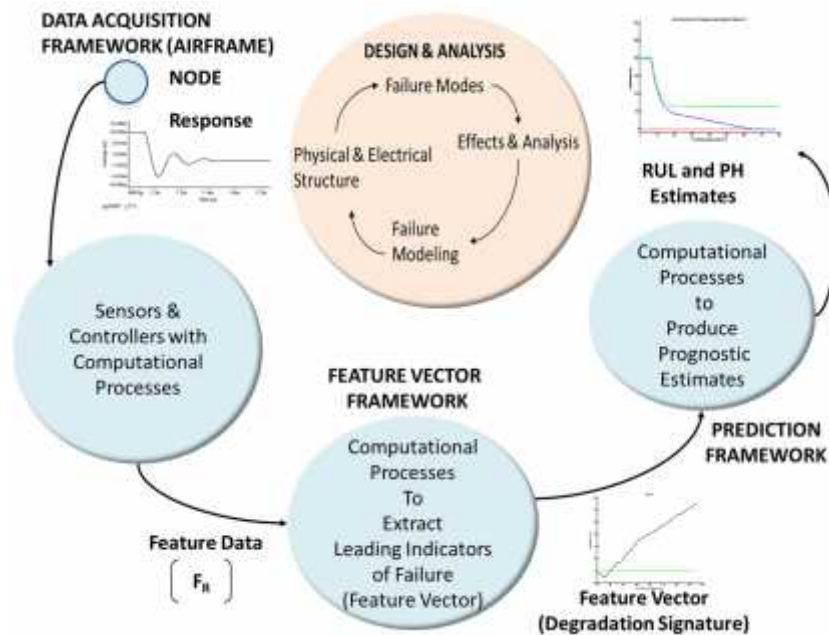 DATA ACQUISITION
FRAMEWORK (AIRFRAME)
NODE
Response
Sensors &
Controllers with
Computational
Processes
DESIGN & ANALYSIS
Failure Modes
Effects & Analysis
Physical & Electrical
Structure
Failure
Modeling
Feature Data
F_R
FEATURE VECTOR
FRAMEWORK
Computational
Processes
To
Extract
Leading Indicators
of Failure
(Feature Vector)
Feature Vector
(Degradation Signature)
PREDICTION
FRAMEWORK
Computational
Processes
to
Produce
Prognostic
Estimates
RUL and PH
Estimates